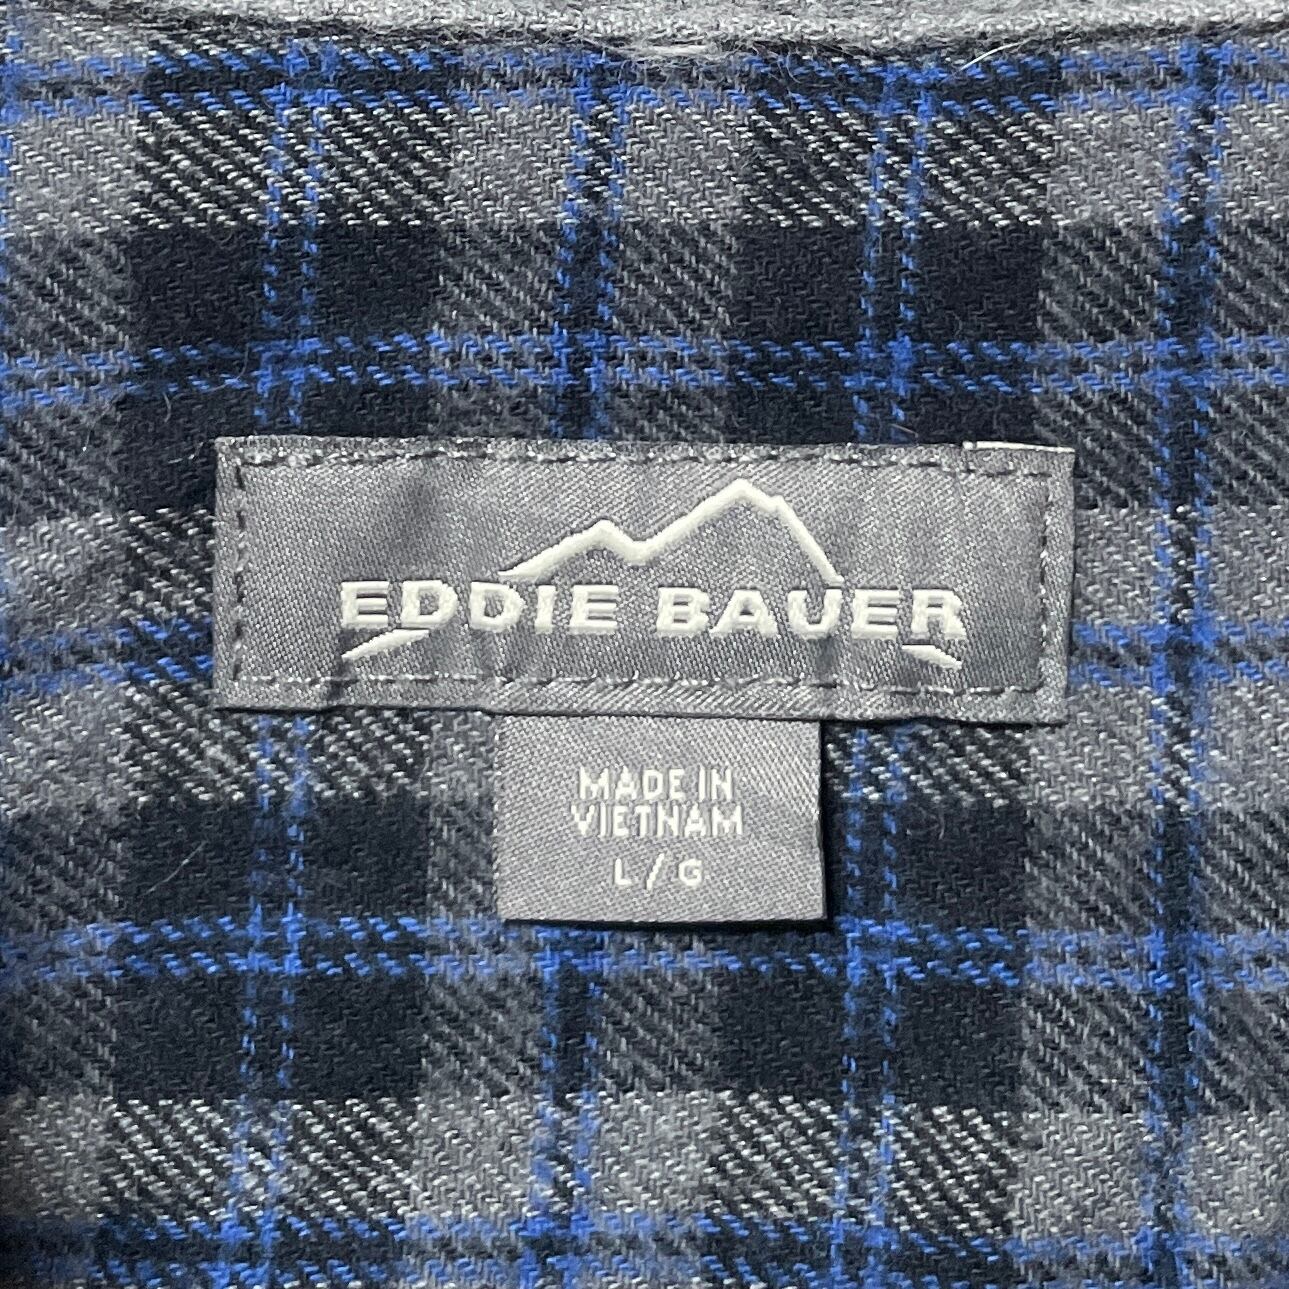 EDDIE BAUER
MADE IN
VIETNAM
L / G